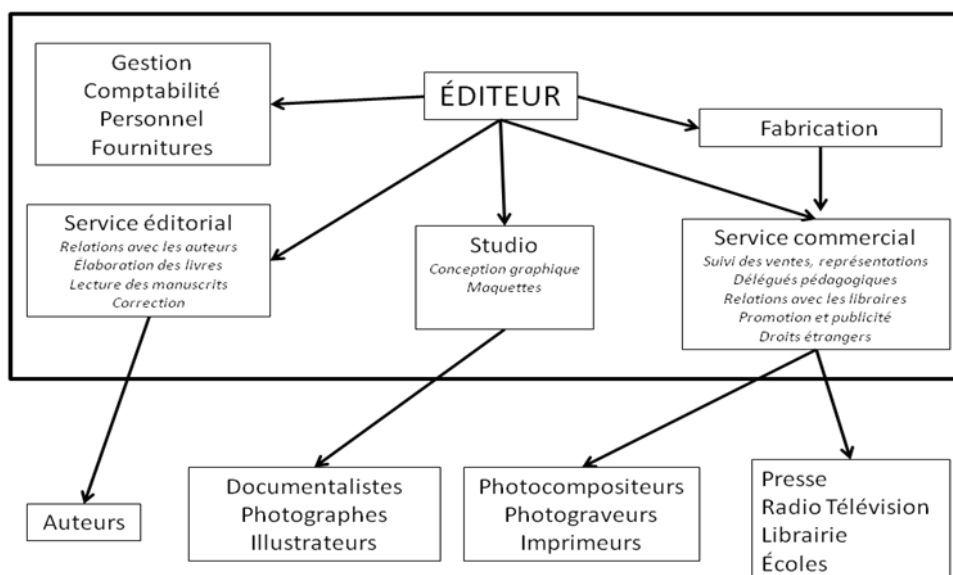 Gestion
Comptabilité
Personnel
Fournitures
ÉDITEUR
Fabrication
Service éditorial
Relations avec les auteurs
Élaboration des livres
Lecture des manuscrits
Correction
Studio
Conception graphique
Maquettes
Service commercial
Suivi des ventes, représentations
Délégués pédagogiques
Relations avec les libraires
Promotion et publicité
Droits étrangers
Auteurs
Documentalistes
Photographes
Illustrateurs
Photocompositeurs
Photograveurs
Imprimeurs
Presse
Radio Télévision
Librairie
Écoles